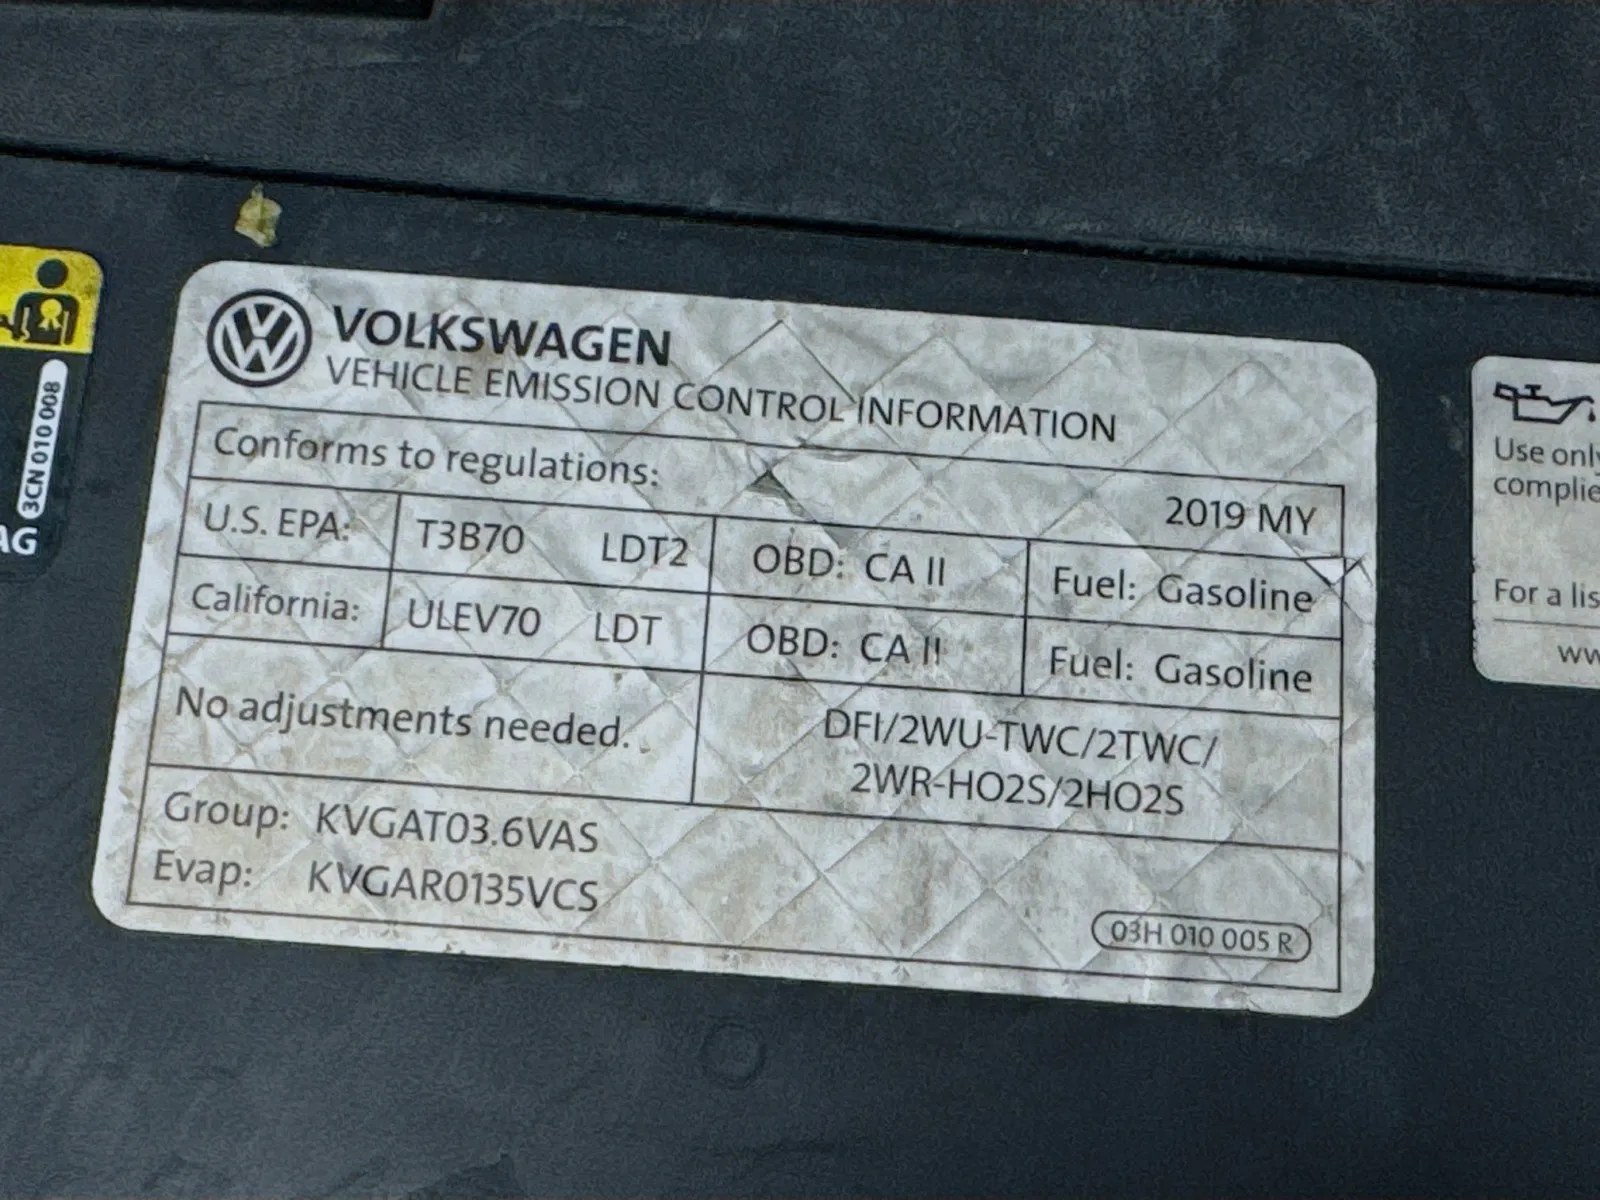 VOLKSWAGEN
VEHICLE EMISSION CONTROL INFORMATION
Conforms to regulations: 2019 MY
U.S. EPA: T3B70 LDT2 OBD: CA II Fuel: Gasoline
California: ULEV70 LDT OBD: CA II Fuel: Gasoline
No adjustments needed.
DFI/2WU-TWC/2TWC/
2WR-HO2S/2HO2S
Group: KVGAT03.6VAS
Evap: KVGAR0135VCS
03H 010 005 R
3CN 010 008
AG
Use only
complie
For a lis
ww